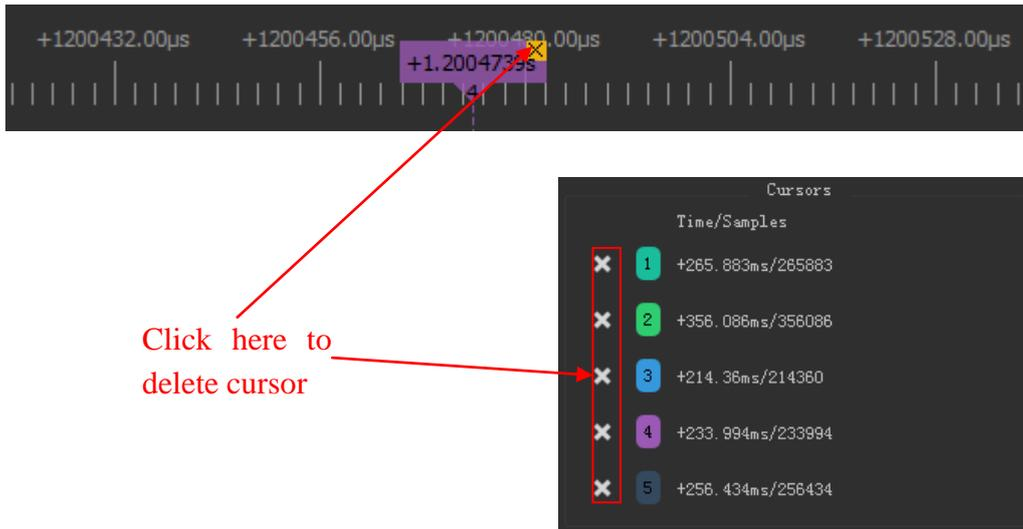 +1200432.00µs +1200456.00µs +1200480.00µs +1200504.00µs +1200528.00µs
+1.2004739s
4
Cursors
Time/Samples
1 +265.883ms/265883
2 +356.086ms/356086
Click here to
delete cursor
3 +214.36ms/214360
4 +233.994ms/233994
5 +256.434ms/256434